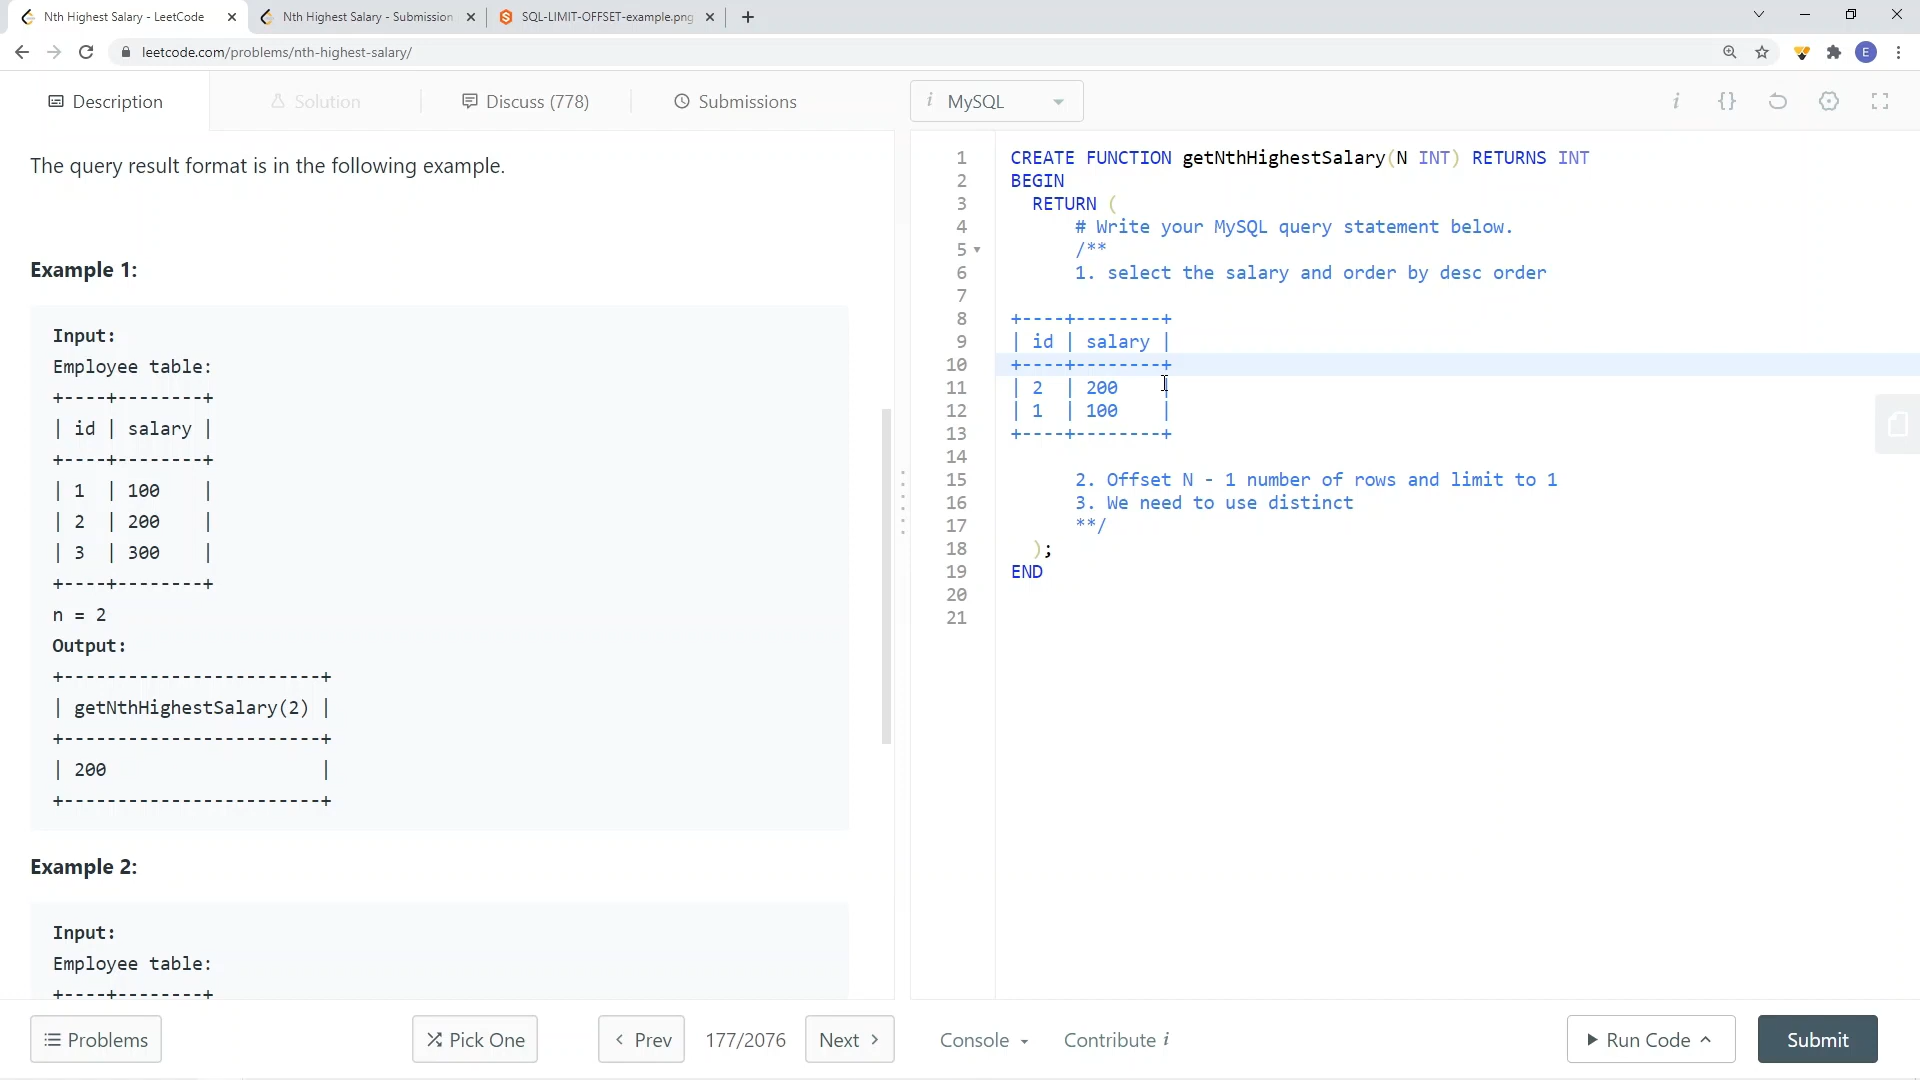 Nth Highest Salary - LeetCode
Nth Highest Salary - Submission
SQL-LIMIT-OFFSET-example.png
leetcode.com/problems/nth-highest-salary/
E
Description
Solution
Discuss (778)
Submissions
The query result format is in the following example.
Example 1:
Input:
Employee table:
+----+--------+
| id | salary |
+----+--------+
| 1  | 100    |
| 2  | 200    |
| 3  | 300    |
+----+--------+
n = 2
Output:
+------------------------+
| getNthHighestSalary(2) |
+------------------------+
| 200                    |
+------------------------+
Example 2:
Input:
Employee table:
+----+--------+
Problems
Pick One
Prev
177/2076
Next
i MySQL
i {}
1 CREATE FUNCTION getNthHighestSalary(N INT) RETURNS INT
2 BEGIN
3 RETURN (
4 # Write your MySQL query statement below.
5 /**
6 1. select the salary and order by desc order
7
8 +----+--------+
9 | id | salary |
10 +----+--------+
11 | 2  | 200    |
12 | 1  | 100    |
13 +----+--------+
14
15 2. Offset N - 1 number of rows and limit to 1
16 3. We need to use distinct
17 **/
18 );
19 END
20
21
Console
Contribute i
Run Code
Submit